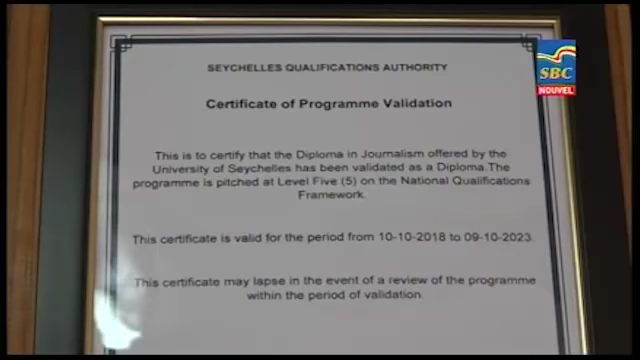 SEYCHELLES QUALIFICATIONS AUTHORITY
SBC
NOUVEL
Certificate of Programme Validation
This is to certify that the Diploma in Journalism offered by the
University of Seychelles has been validated as a Diploma.The
programme is pitched at Level Five (5) on the National Qualifications
Framework.
This certificate is valid for the period from 10-10-2018 to 09-10-2023.
This certificate may lapse in the event of a review of the programme
within the period of validation.